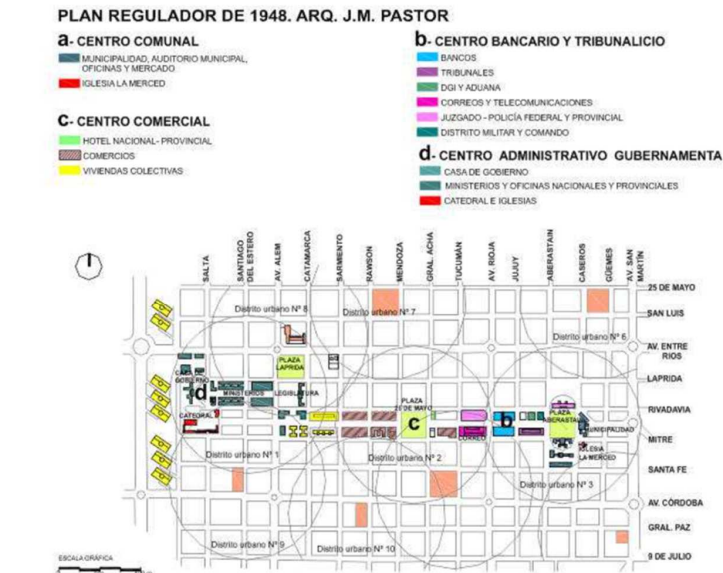 PLAN REGULADOR DE 1948. ARQ. J.M. PASTOR
a- CENTRO COMUNAL
MUNICIPALIDAD, AUDITORIO MUNICIPAL,
OFICINAS Y MERCADO
IGLESIA LA MERCED
c- CENTRO COMERCIAL
HOTEL NACIONAL- PROVINCIAL
COMERCIOS
VIVIENDAS COLECTIVAS
b- CENTRO BANCARIO Y TRIBUNALICIO
BANCOS
TRIBUNALES
DGI Y ADUANA
CORREOS Y TELECOMUNICACIONES
JUZGADO - POLICÍA FEDERAL Y PROVINCIAL
DISTRITO MILITAR Y COMANDO
d- CENTRO ADMINISTRATIVO GUBERNAMENTA
CASA DE GOBIERNO
MINISTERIOS Y OFICINAS NACIONALES Y PROVINCIALES
CATEDRAL E IGLESIAS
SALTA
SANTIAGO
DEL ESTERO
AV. ALEM
CATAMARCA
SARMIENTO
RAWSON
MENDOZA
GRAL. ACHA
TUCUMÁN
AV. RIOJA
JUJUY
ABERASTAIN
CASEROS
GÜEMES
AV. SAN
MARTÍN
25 DE MAYO
SAN LUIS
AV. ENTRE
RIOS
LAPRIDA
RIVADAVIA
MITRE
SANTA FE
AV. CÓRDOBA
GRAL. PAZ
9 DE JULIO
Distrito urbano Nº 8
Distrito urbano Nº 7
Distrito urbano Nº 6
PLAZA
LAPRIDA
CASA DE
GOBIERNO
d
MINISTERIOS
LEGISLATURA
CATEDRAL
PLAZA
25 DE MAYO
c
CORREO
b
PLAZA
ABERASTAIN
MUNICIPALIDAD
IGLESIA
LA MERCED
Distrito urbano Nº 1
Distrito urbano Nº 2
Distrito urbano Nº 3
Distrito urbano Nº 9
Distrito urbano Nº 10
ESCALA GRÁFICA